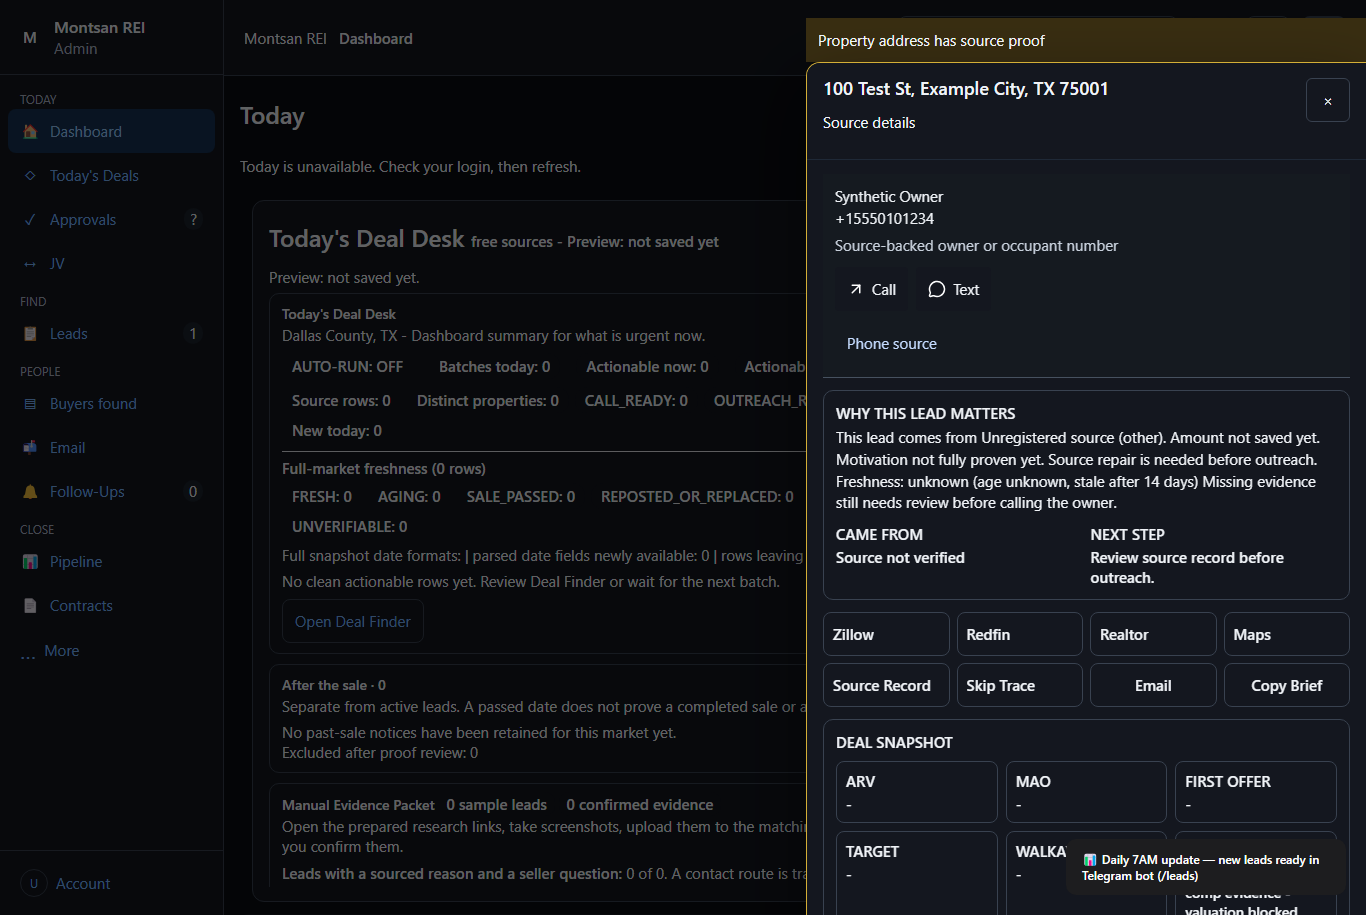 M
Montsan REI
Admin
TODAY
Dashboard
Today's Deals
Approvals
?
JV
FIND
Leads
1
PEOPLE
Buyers found
Email
Follow-Ups
0
CLOSE
Pipeline
Contracts
... More
U
Account
Montsan REI Dashboard
Today
Today is unavailable. Check your login, then refresh.
Today's Deal Desk free sources - Preview: not saved yet
Preview: not saved yet.
Today's Deal Desk
Dallas County, TX - Dashboard summary for what is urgent now.
AUTO-RUN: OFF Batches today: 0 Actionable now: 0 Actionab
Source rows: 0 Distinct properties: 0 CALL_READY: 0 OUTREACH_R
New today: 0
Full-market freshness (0 rows)
FRESH: 0 AGING: 0 SALE_PASSED: 0 REPOSTED_OR_REPLACED: 0
UNVERIFIABLE: 0
Full snapshot date formats: | parsed date fields newly available: 0 | rows leaving
No clean actionable rows yet. Review Deal Finder or wait for the next batch.
Open Deal Finder
After the sale · 0
Separate from active leads. A passed date does not prove a completed sale or a
No past-sale notices have been retained for this market yet.
Excluded after proof review: 0
Manual Evidence Packet 0 sample leads 0 confirmed evidence
Open the prepared research links, take screenshots, upload them to the matchin
you confirm them.
Leads with a sourced reason and a seller question: 0 of 0. A contact route is tra
Property address has source proof
100 Test St, Example City, TX 75001
Source details
×
Synthetic Owner
+15550101234
Source-backed owner or occupant number
Call
Text
Phone source
WHY THIS LEAD MATTERS
This lead comes from Unregistered source (other). Amount not saved yet.
Motivation not fully proven yet. Source repair is needed before outreach.
Freshness: unknown (age unknown, stale after 14 days) Missing evidence
still needs review before calling the owner.
CAME FROM
Source not verified
NEXT STEP
Review source record before
outreach.
Zillow
Redfin
Realtor
Maps
Source Record
Skip Trace
Email
Copy Brief
DEAL SNAPSHOT
ARV
-
MAO
-
FIRST OFFER
-
TARGET
-
WALKA
-
comp evidence -
valuation blocked
Daily 7AM update — new leads ready in
Telegram bot (/leads)